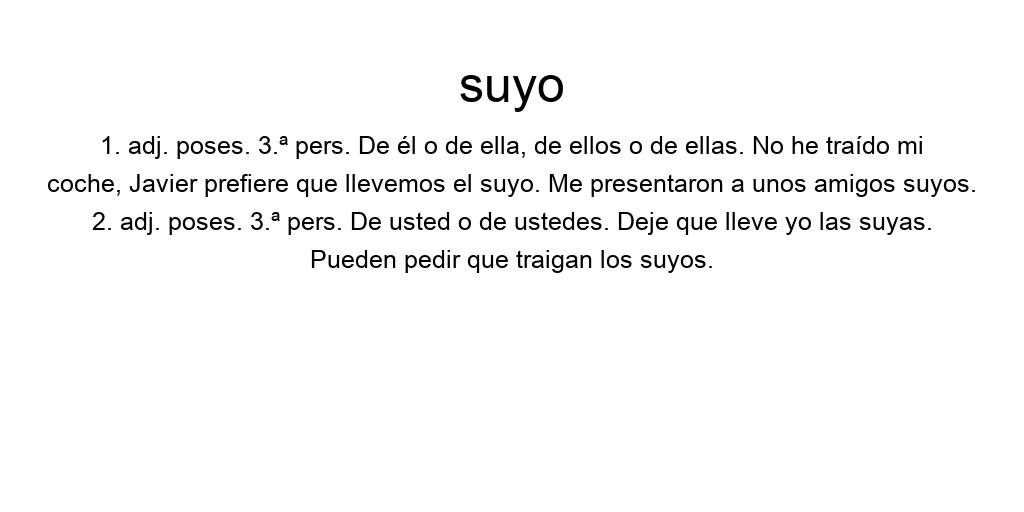 suyo
1. adj. poses. 3.ª pers. De él o de ella, de ellos o de ellas. No he traído mi
coche, Javier prefiere que llevemos el suyo. Me presentaron a unos amigos suyos.
2. adj. poses. 3.ª pers. De usted o de ustedes. Deje que lleve yo las suyas.
Pueden pedir que traigan los suyos.